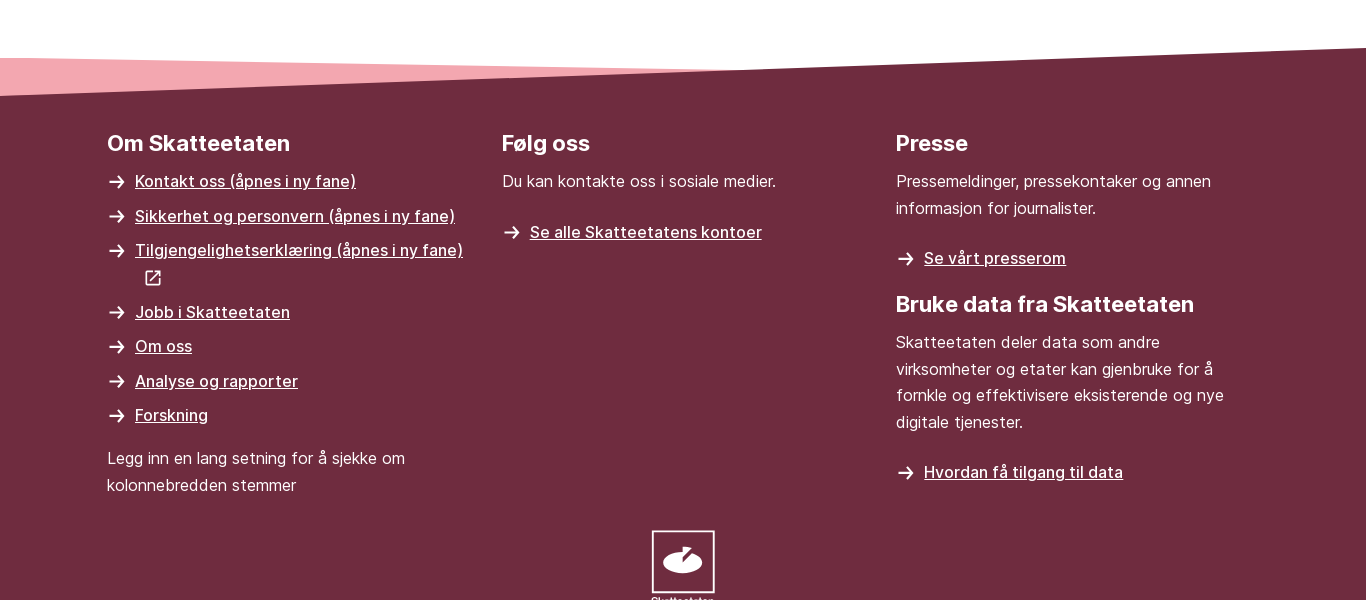 Om Skatteetaten
Kontakt oss (åpnes i ny fane)
Sikkerhet og personvern (åpnes i ny fane)
Tilgjengelighetserklæring (åpnes i ny fane)
Jobb i Skatteetaten
Om oss
Analyse og rapporter
Forskning
Legg inn en lang setning for å sjekke om
kolonnebredden stemmer
Følg oss
Du kan kontakte oss i sosiale medier.
Se alle Skatteetatens kontoer
Presse
Pressemeldinger, pressekontaker og annen
informasjon for journalister.
Se vårt presserom
Bruke data fra Skatteetaten
Skatteetaten deler data som andre
virksomheter og etater kan gjenbruke for å
fornkle og effektivisere eksisterende og nye
digitale tjenester.
Hvordan få tilgang til data